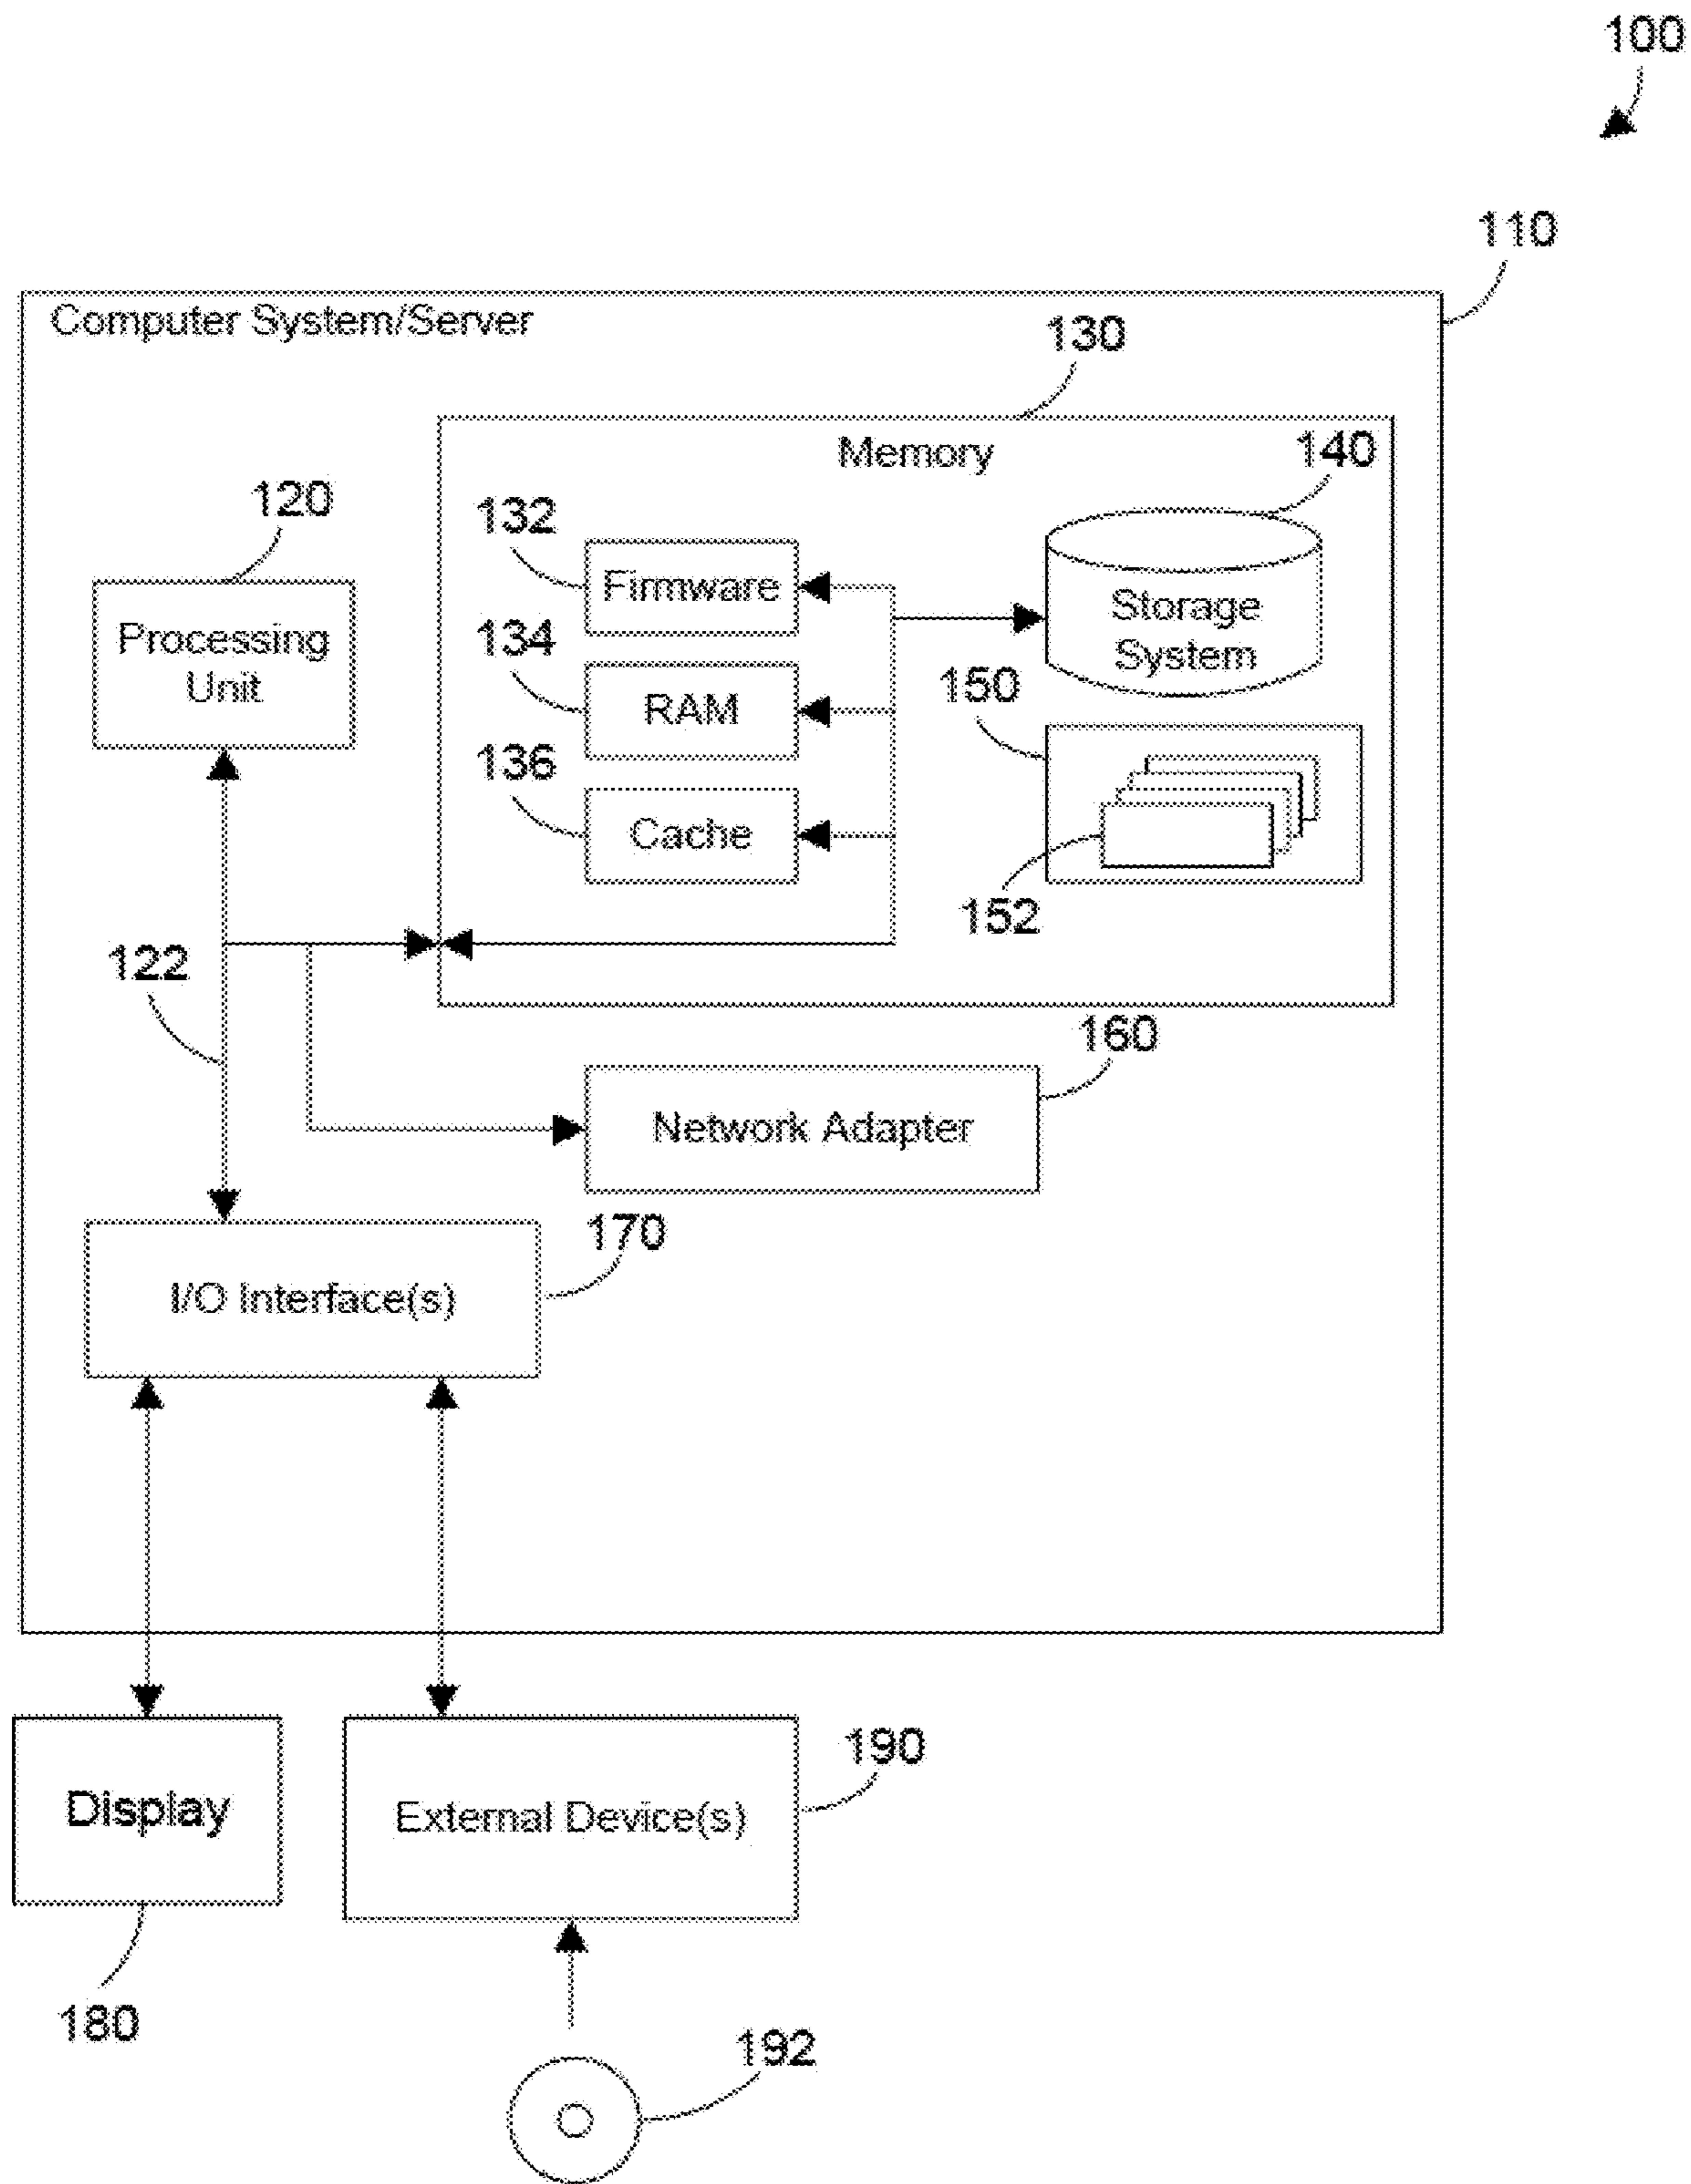 100
110
Computer System/Server
130
Memory
140
120
132
Firmware
Processing
Unit
134
RAM
Storage
System
150
136
Cache
152
122
160
Network Adapter
170
I/O Interface(s)
190
Display
External Device(s)
180
192